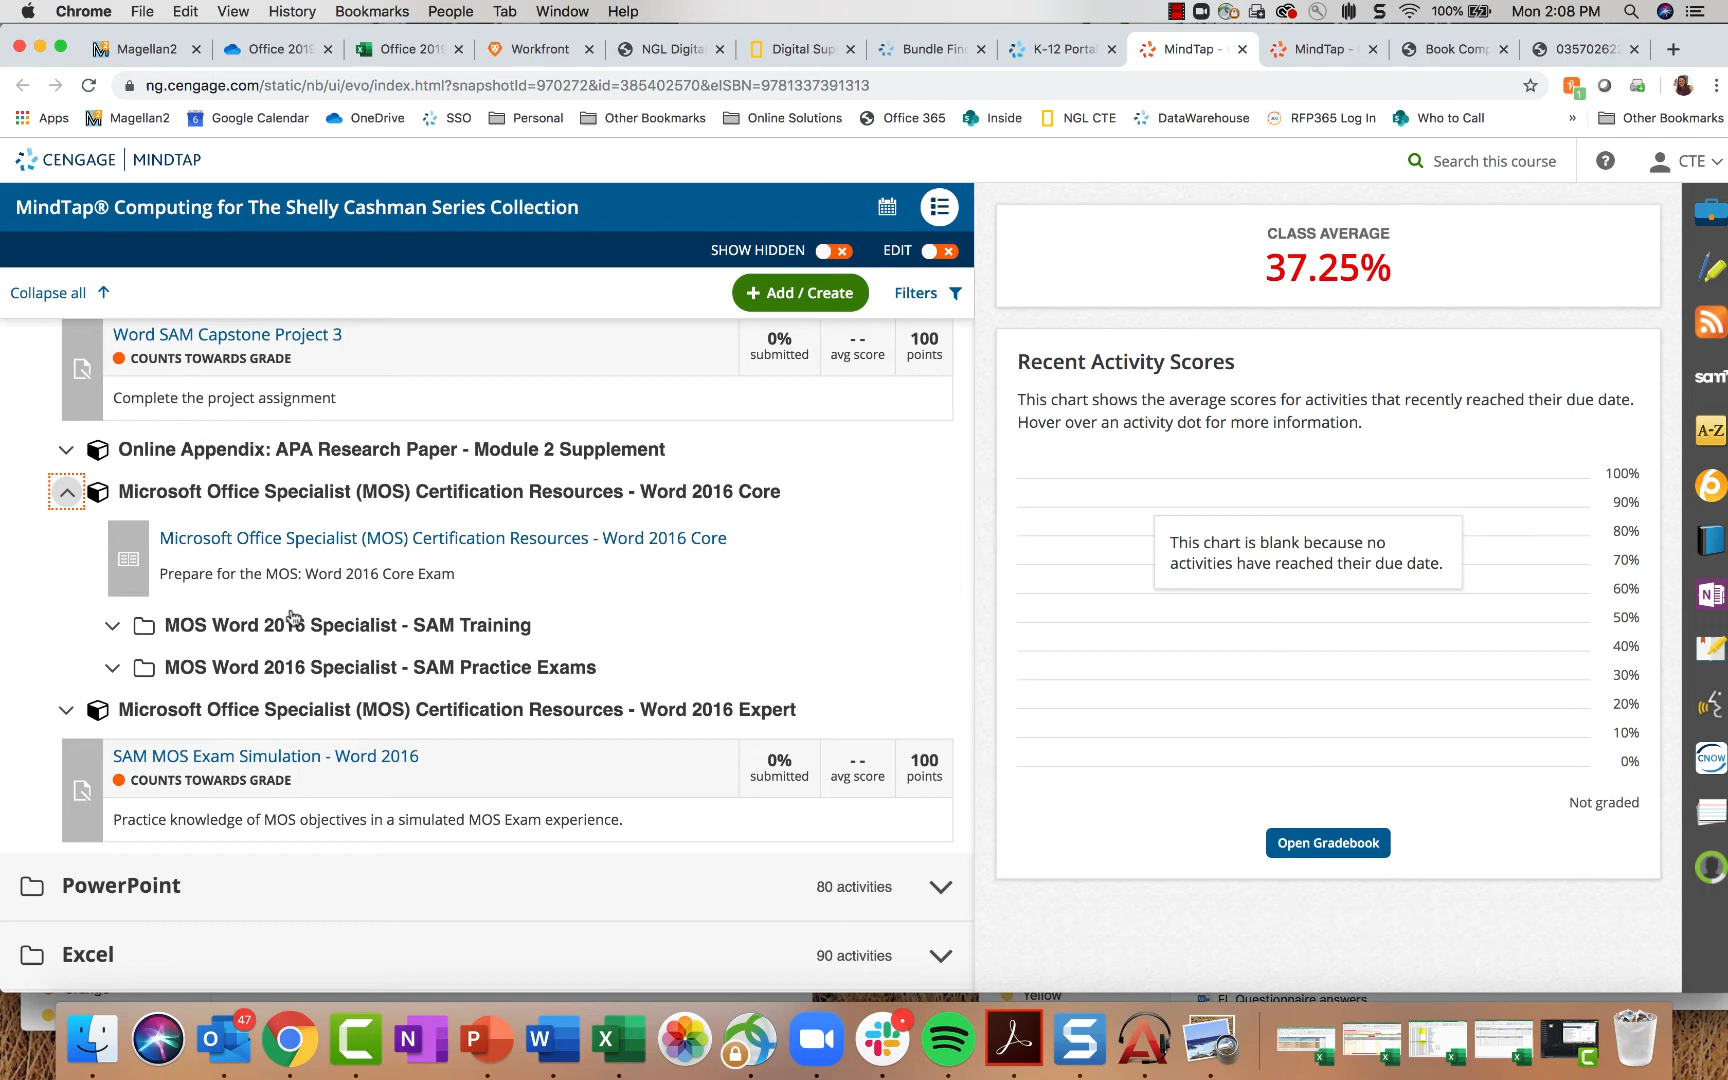 Chrome File Edit View History Bookmarks People Tab Window Help 100% Mon 2:08 PM
Magellan2 Office 2019 Office 2019 Workfront NGL Digita Digital Sup Bundle Fin K-12 Porta MindTap - MindTap - Book Comp 035702622
ng.cengage.com/static/nb/ui/evo/index.html?snapshotId=970272&id=385402570&eISBN=9781337391313
Apps Magellan2 Google Calendar OneDrive SSO Personal Other Bookmarks Online Solutions Office 365 Inside NGL CTE DataWarehouse RFP365 Log In Who to Call » Other Bookmarks
CENGAGE MINDTAP Search this course CTE
MindTap® Computing for The Shelly Cashman Series Collection
SHOW HIDDEN EDIT
Collapse all + Add / Create Filters
Word SAM Capstone Project 3
COUNTS TOWARDS GRADE
0% submitted
-- avg score
100 points
Complete the project assignment
Online Appendix: APA Research Paper - Module 2 Supplement
Microsoft Office Specialist (MOS) Certification Resources - Word 2016 Core
Microsoft Office Specialist (MOS) Certification Resources - Word 2016 Core
Prepare for the MOS: Word 2016 Core Exam
MOS Word 2016 Specialist - SAM Training
MOS Word 2016 Specialist - SAM Practice Exams
Microsoft Office Specialist (MOS) Certification Resources - Word 2016 Expert
SAM MOS Exam Simulation - Word 2016
COUNTS TOWARDS GRADE
0% submitted
-- avg score
100 points
Practice knowledge of MOS objectives in a simulated MOS Exam experience.
PowerPoint 80 activities
Excel 90 activities
CLASS AVERAGE
37.25%
Recent Activity Scores
This chart shows the average scores for activities that recently reached their due date.
Hover over an activity dot for more information.
100%
90%
80%
70%
60%
50%
40%
30%
20%
10%
0%
This chart is blank because no
activities have reached their due date.
Not graded
Open Gradebook
sam
A-Z
N
CNOW
Yellow
EL Questionnaire answers
47